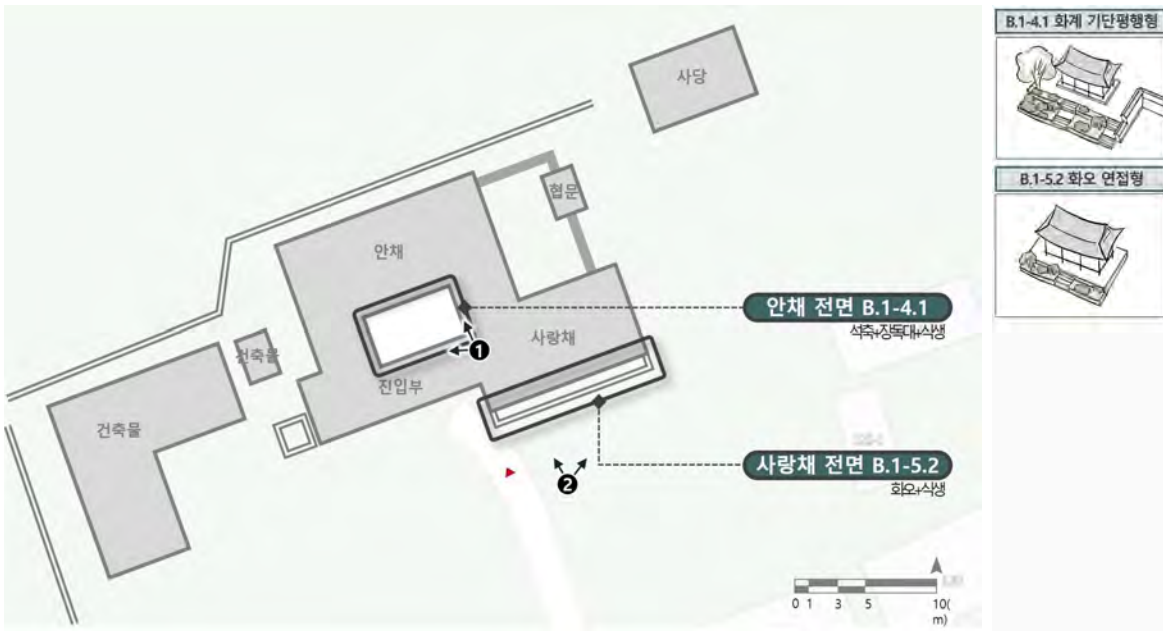 B.1-4.1 화계 기단평행형
사당
협문
안채
안채 전면 B.1-4.1
석축+장독대+식생
B.1-5.2 화오 연접형
사랑채
❶
건축물
진입부
건축물
사랑채 전면 B.1-5.2
화오+식생
❷
0 1 3 5 10(
m)